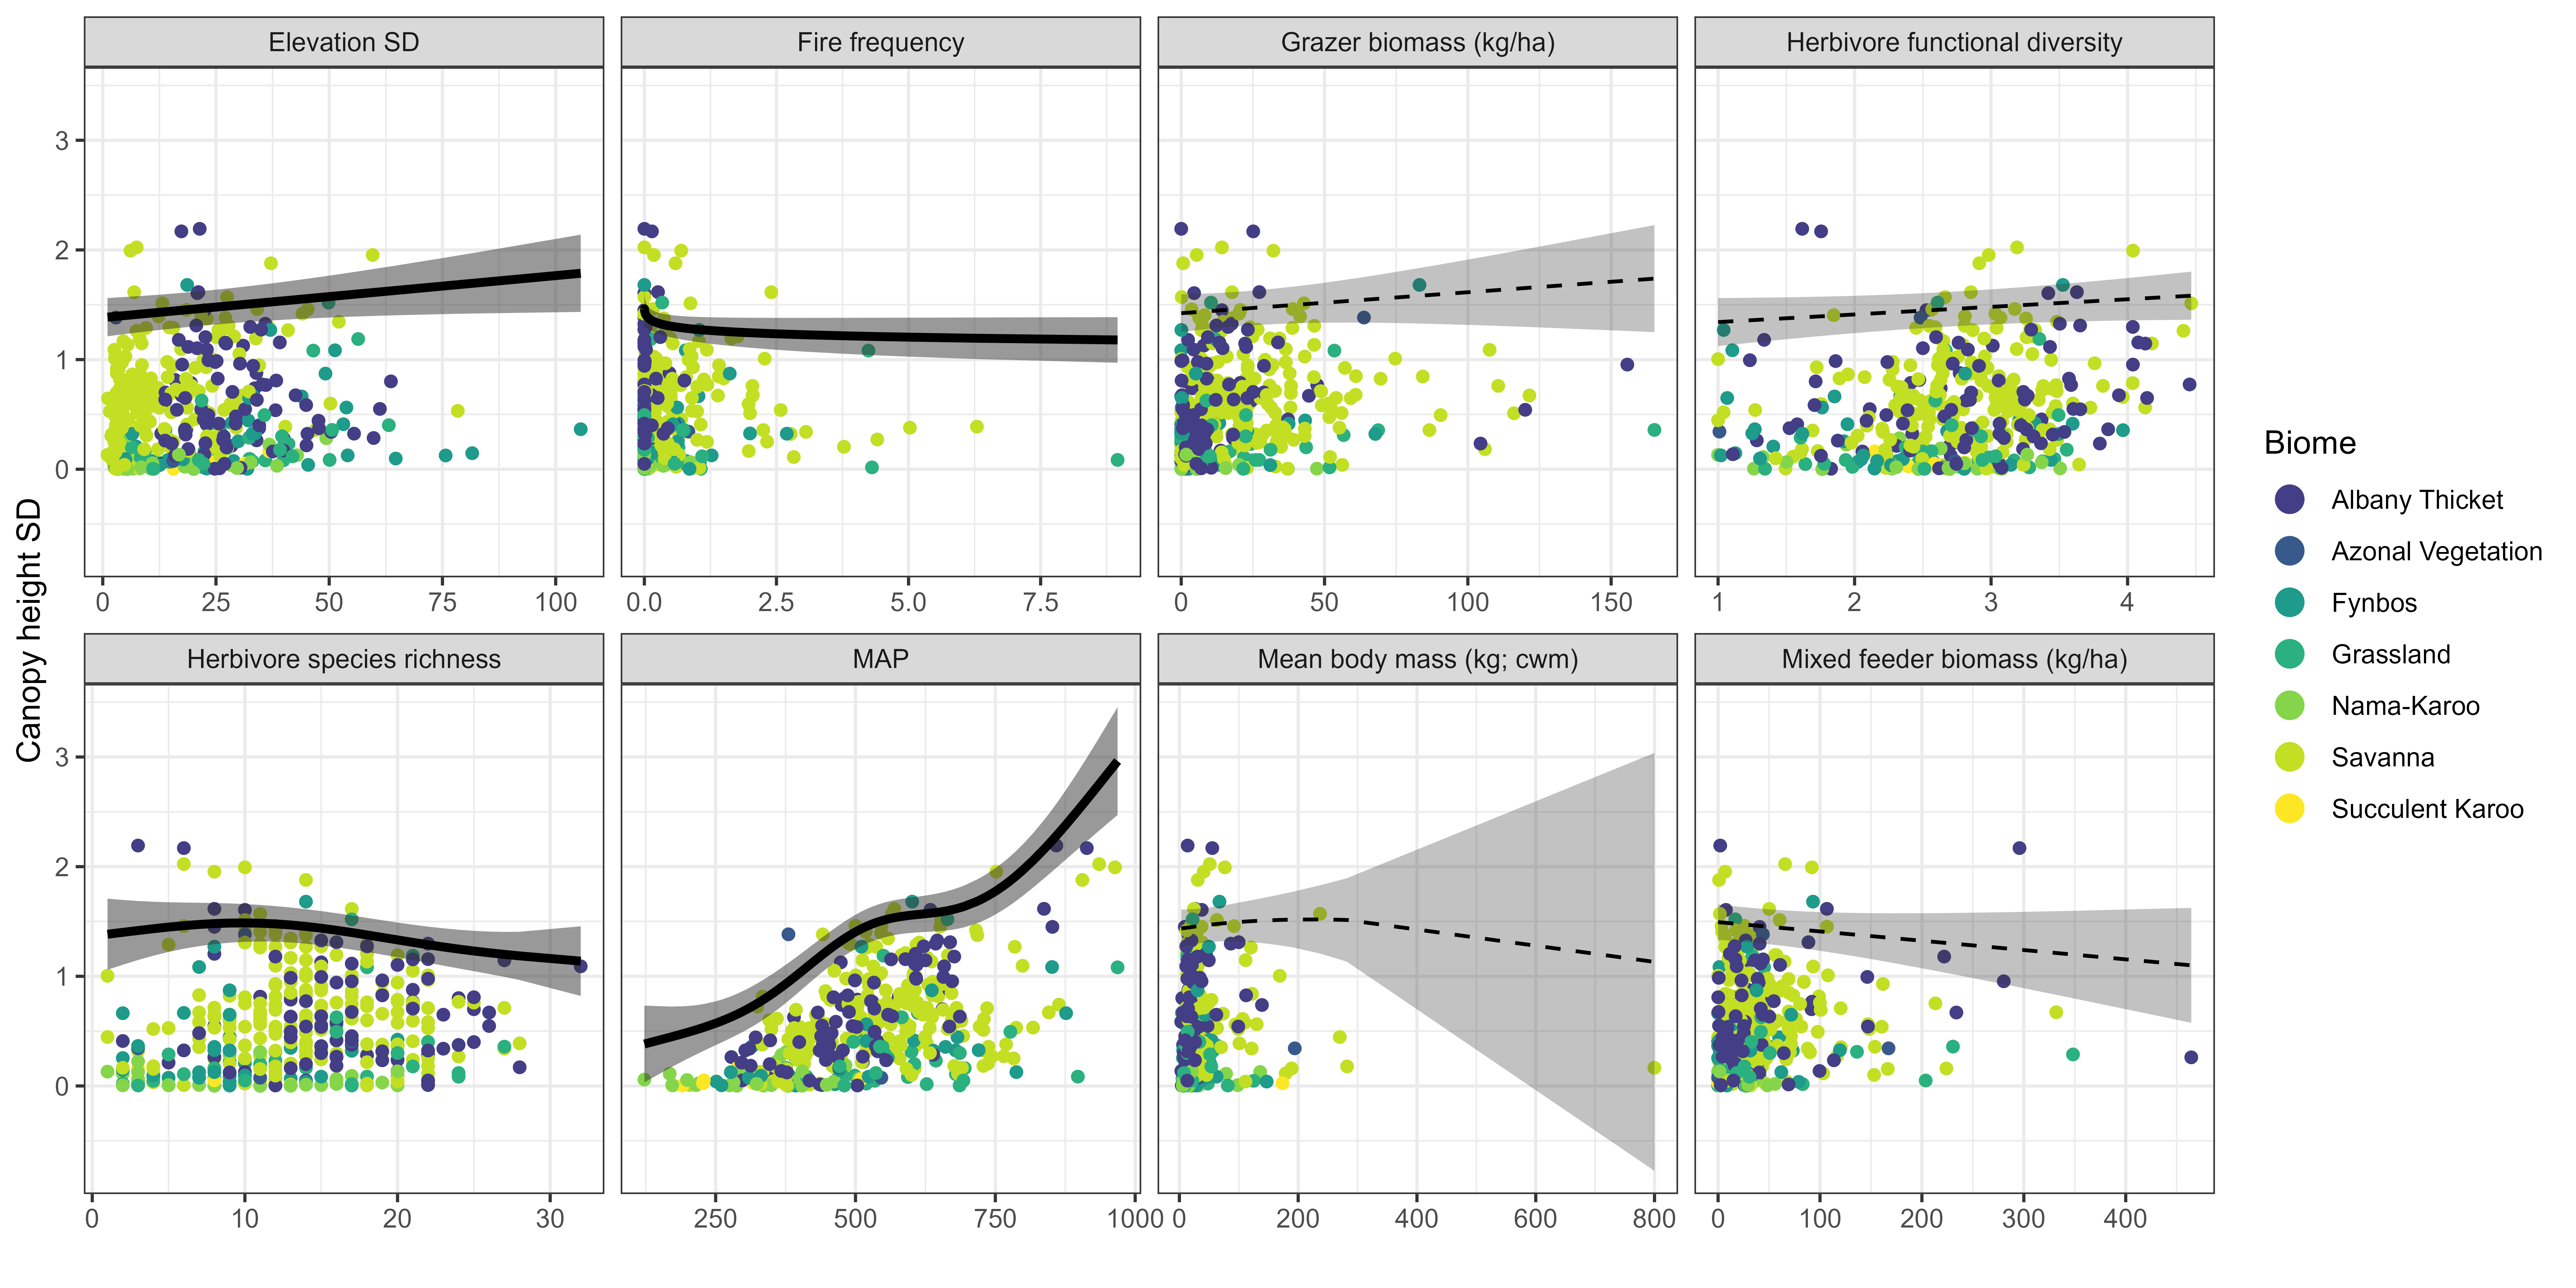 Elevation SD
Fire frequency
Grazer biomass (kg/ha)
Herbivore functional diversity
3
2
1
0
0 25 50 75 100
0.0 2.5 5.0 7.5
0 50 100 150
1 2 3 4
Canopy height SD
Herbivore species richness
MAP
Mean body mass (kg; cwm)
Mixed feeder biomass (kg/ha)
3
2
1
0
0 10 20 30
250 500 750 1000
0 200 400 600 800
0 100 200 300 400
Biome
Albany Thicket
Azonal Vegetation
Fynbos
Grassland
Nama-Karoo
Savanna
Succulent Karoo